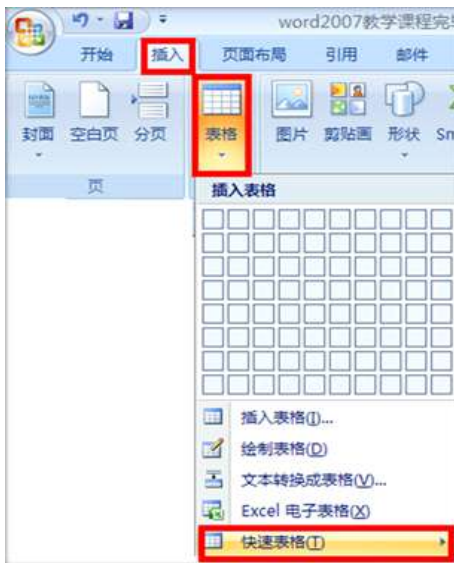 word2007教学课程完
开始 插入 页面布局 引用 邮件
封面 空白页 分页 表格 图片 剪贴画 形状 Sm
页
插入表格
插入表格(I)...
绘制表格(D)
文本转换成表格(V)...
Excel 电子表格(X)
快速表格(T)